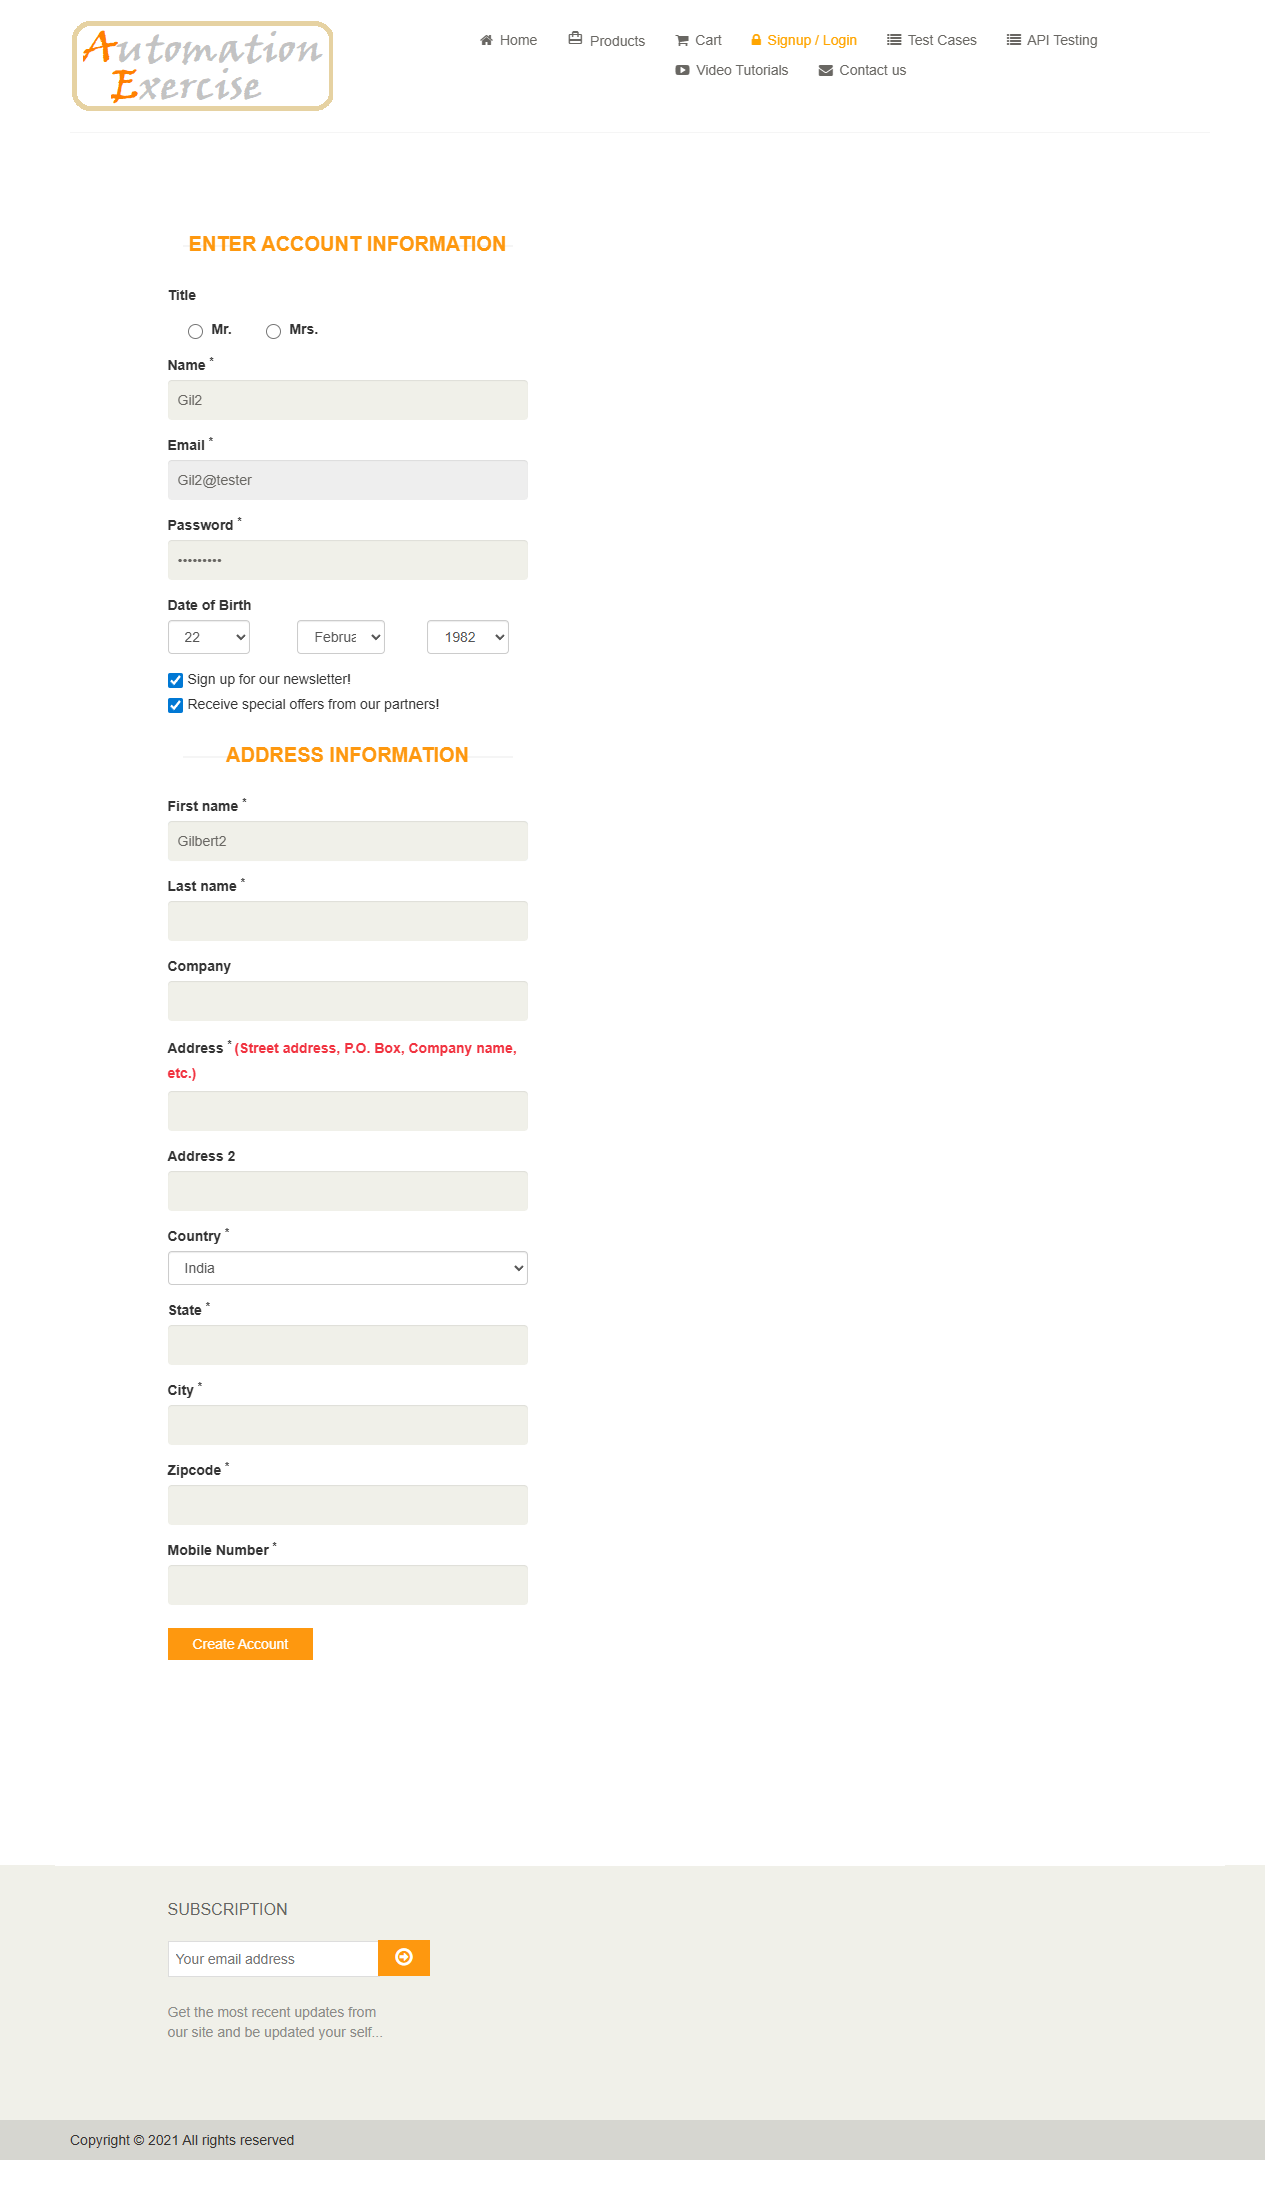 Automation
Exercise
Home
Products
Cart
Signup / Login
Test Cases
API Testing
Video Tutorials
Contact us
ENTER ACCOUNT INFORMATION
Title
Mr.
Mrs.
Name *
Gil2
Email *
Gil2@tester
Password *
•••••••••
Date of Birth
22
Februa
1982
Sign up for our newsletter!
Receive special offers from our partners!
ADDRESS INFORMATION
First name *
Gilbert2
Last name *
Company
Address * (Street address, P.O. Box, Company name,
etc.)
Address 2
Country *
India
State *
City *
Zipcode *
Mobile Number *
Create Account
SUBSCRIPTION
Your email address
Get the most recent updates from
our site and be updated your self...
Copyright © 2021 All rights reserved